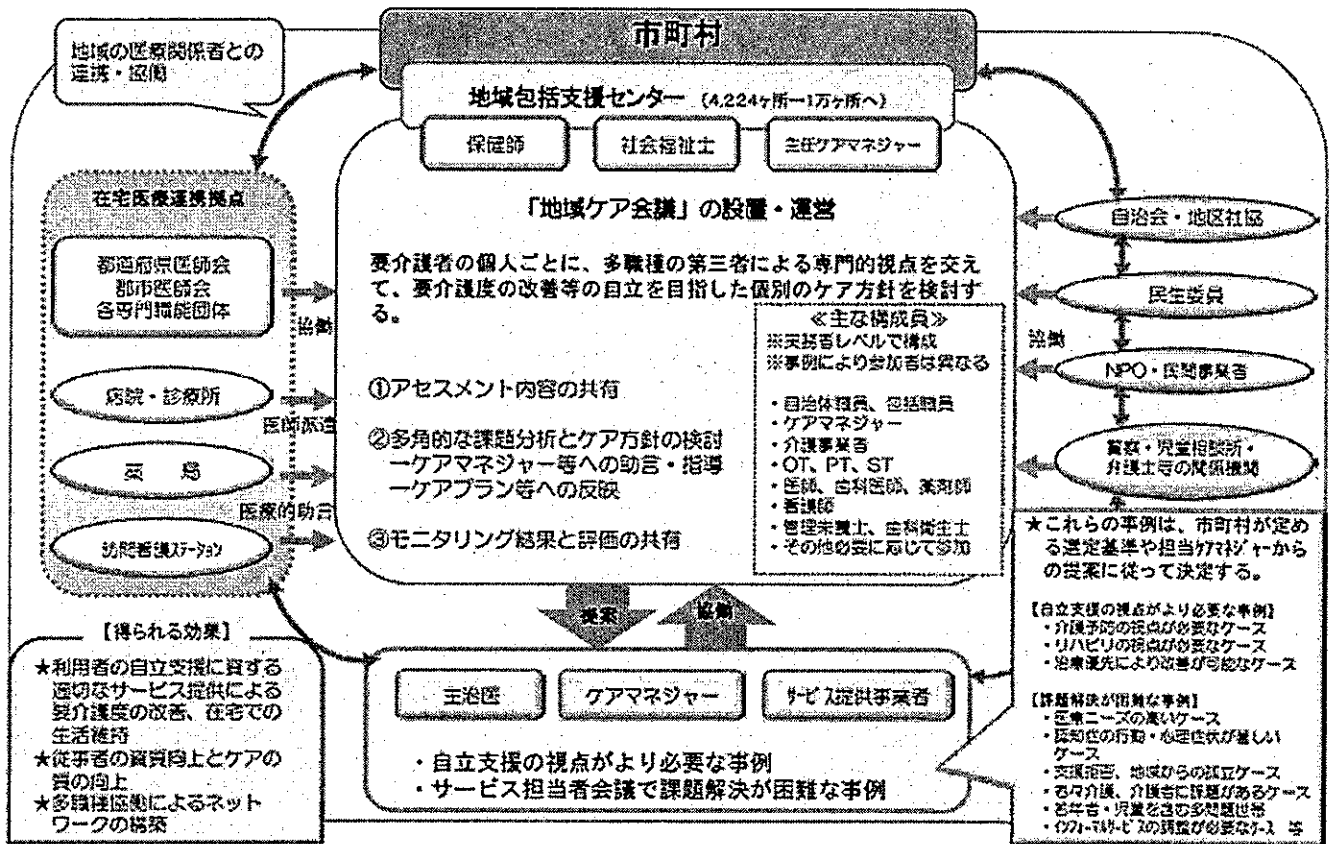 市町村
地域の医療関係者との
連携・協働
地域包括支援センター (4,224ヶ所ー1万ヶ所へ)
保健師
社会福祉士
主任ケアマネジャー
在宅医療連携拠点
都道府県医師会
郡市医師会
各専門職能団体
病院・診療所
薬　局
訪問看護ステーション
協働
医師派遣
医療的助言
「地域ケア会議」の設置・運営
要介護者の個人ごとに、多職種の第三者による専門的視点を交え
て、要介護度の改善等の自立を目指した個別のケア方針を検討す
る。
①アセスメント内容の共有
②多角的な課題分析とケア方針の検討
ーケアマネジャー等への助言・指導
ーケアプラン等への反映
③モニタリング結果と評価の共有
≪主な構成員≫
※実務者レベルで構成
※事例により参加者は異なる
・自治体職員、包括職員
・ケアマネジャー
・介護事業者
・OT、PT、ST
・医師、歯科医師、薬剤師
・看護師
・管理栄養士、歯科衛生士
・その他必要に応じて参加
協働
自治会・地区社協
民生委員
NPO・民間事業者
警察・児童相談所・
弁護士等の関係機関
提案
協働
主治医
ケアマネジャー
サービス提供事業者
・自立支援の視点がより必要な事例
・サービス担当者会議で課題解決が困難な事例
【得られる効果】
★利用者の自立支援に資する
適切なサービス提供による
要介護度の改善、在宅での
生活維持
★従事者の資質向上とケアの
質の向上
★多職種協働によるネット
ワークの構築
★これらの事例は、市町村が定め
る選定基準や担当ケアマネジャーから
の提案に従って決定する。
【自立支援の視点がより必要な事例】
・介護予防の視点が必要なケース
・リハビリの視点が必要なケース
・治療優先により改善が可能なケース
【課題解決が困難な事例】
・医療ニーズの高いケース
・認知症の行動・心理症状が著しい
ケース
・支援拒否、地域からの孤立ケース
・老々介護、介護者に課題があるケース
・若年者・児童を含む多問題世帯
・インフォーマルサービスの調整が必要なケース　等